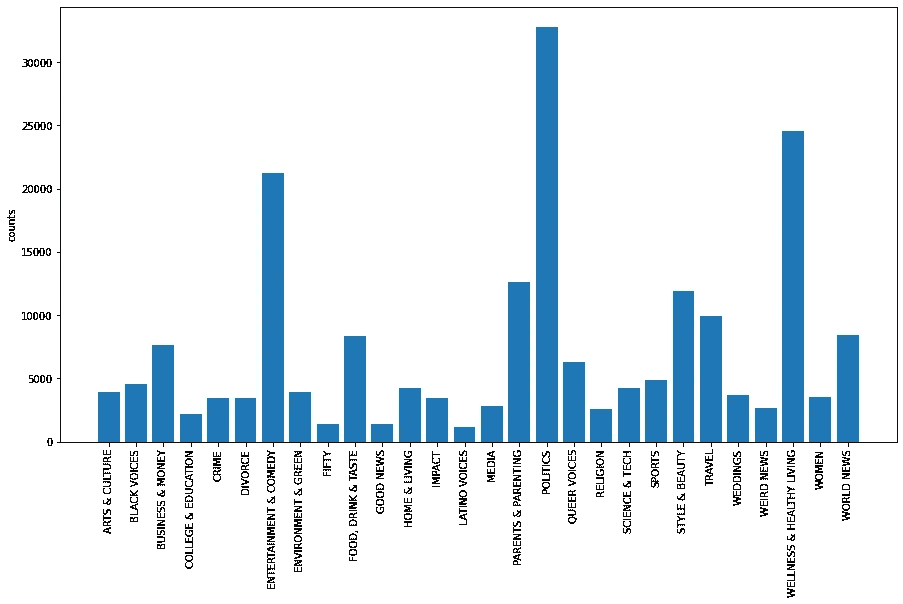 30000
25000
20000
15000
10000
5000
0
counts
ARTS & CULTURE
BLACK VOICES
BUSINESS & MONEY
COLLEGE & EDUCATION
CRIME
DIVORCE
ENTERTAINMENT & COMEDY
ENVIRONMENT & GREEN
FIFTY
FOOD, DRINK & TASTE
GOOD NEWS
HOME & LIVING
IMPACT
LATINO VOICES
MEDIA
PARENTS & PARENTING
POLITICS
QUEER VOICES
RELIGION
SCIENCE & TECH
SPORTS
STYLE & BEAUTY
TRAVEL
WEDDINGS
WEIRD NEWS
WELLNESS & HEALTHY LIVING
WOMEN
WORLD NEWS